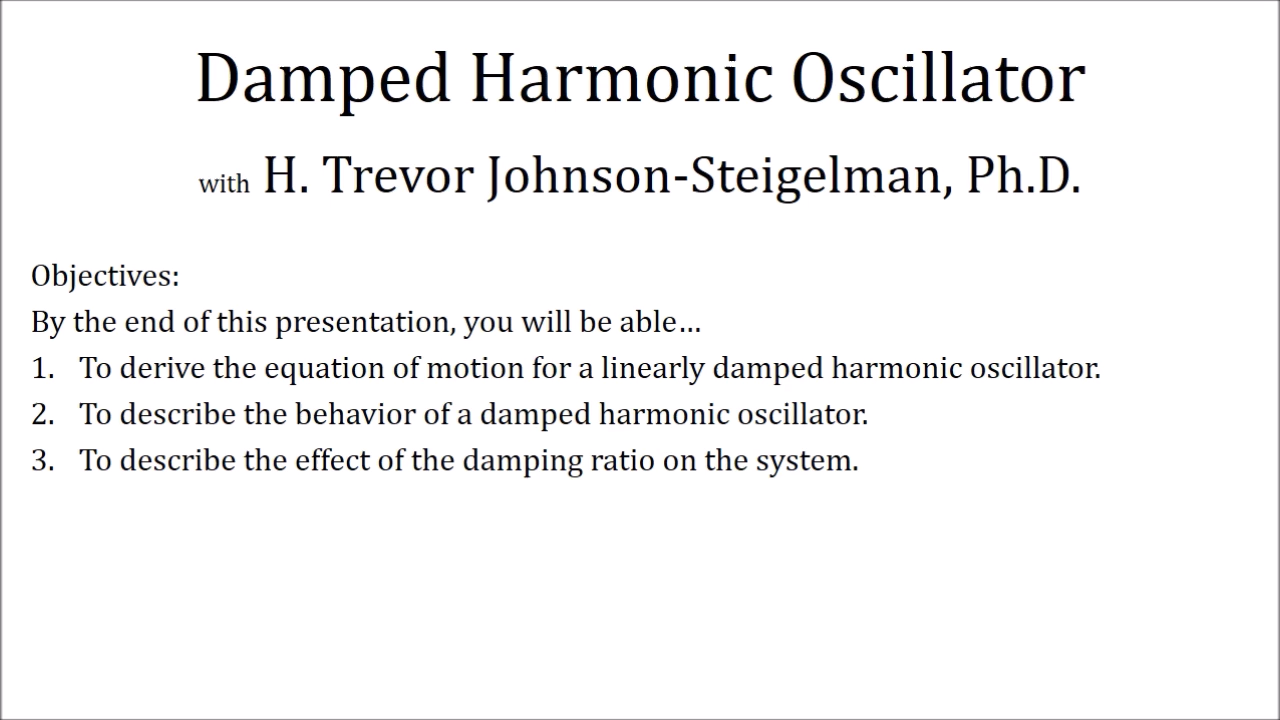 Damped Harmonic Oscillator
with H. Trevor Johnson-Steigelman, Ph.D.
Objectives:
By the end of this presentation, you will be able…
1. To derive the equation of motion for a linearly damped harmonic oscillator.
2. To describe the behavior of a damped harmonic oscillator.
3. To describe the effect of the damping ratio on the system.